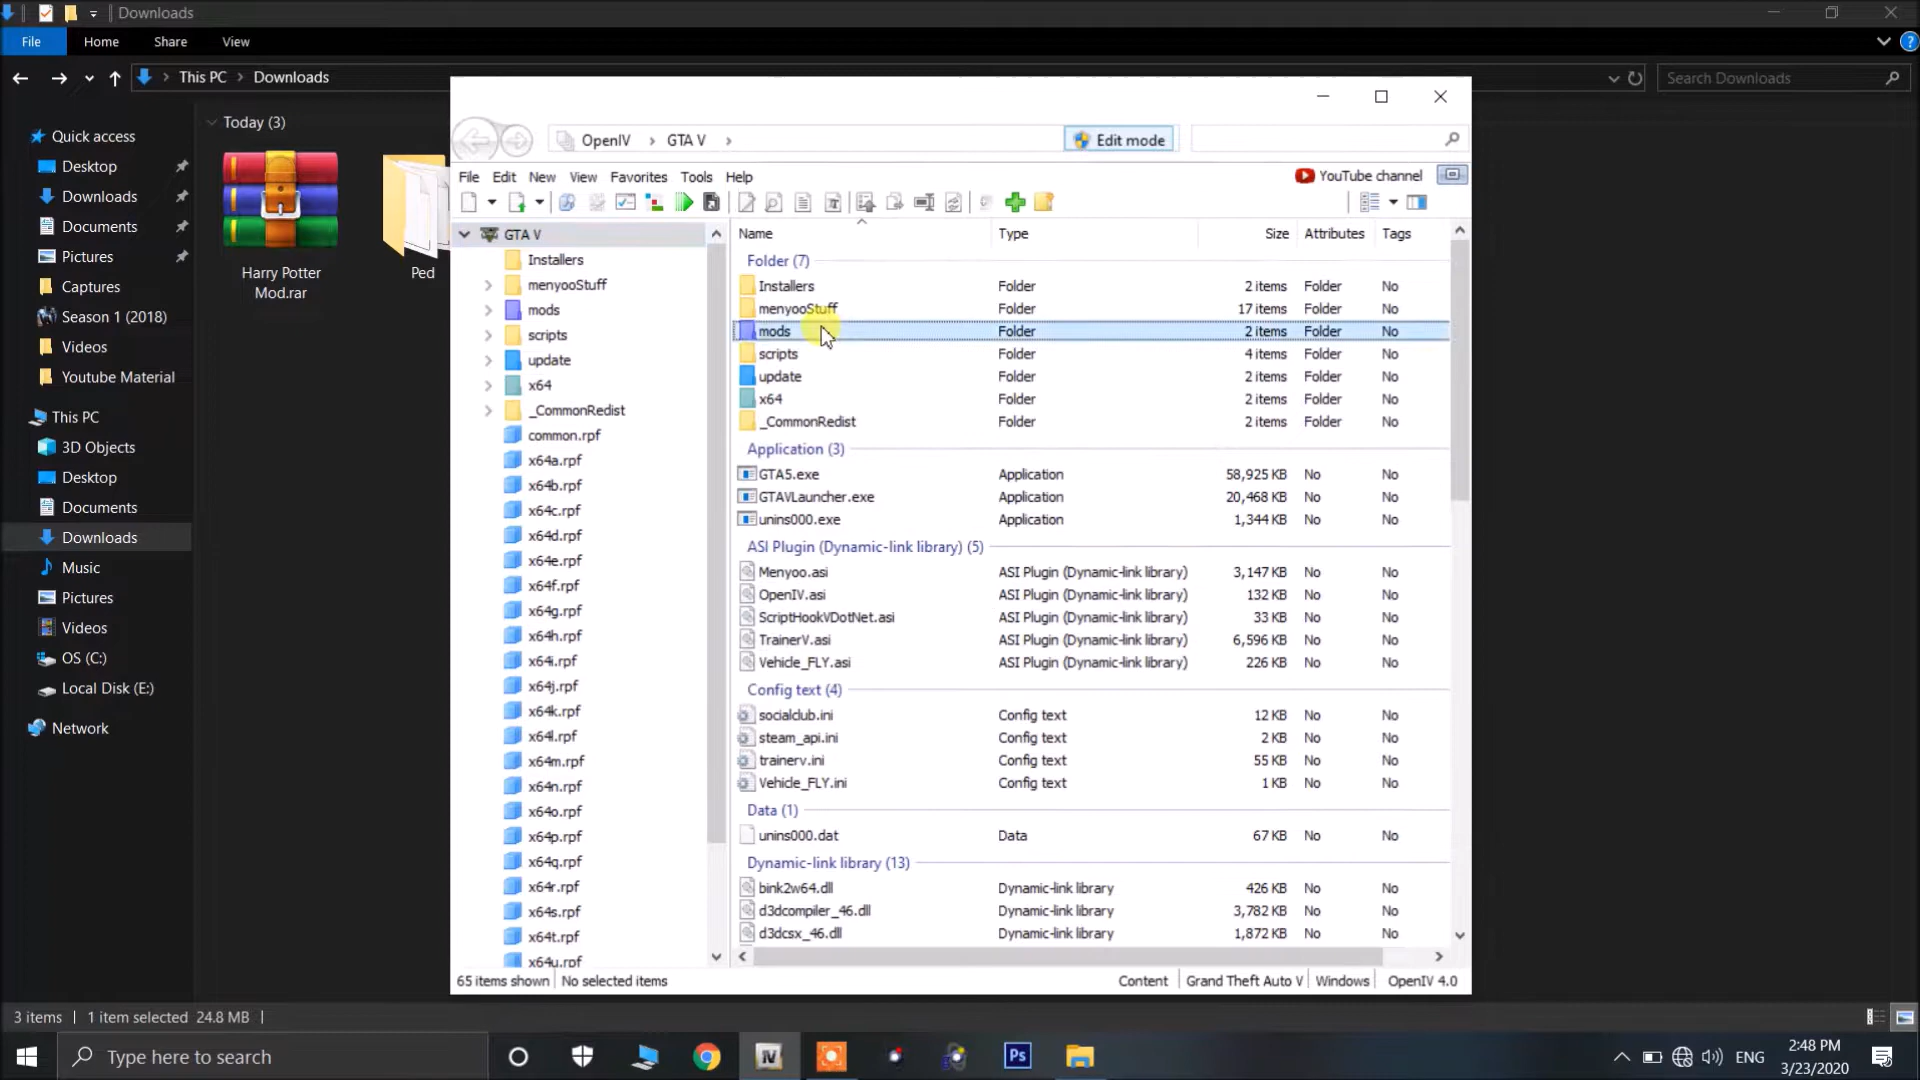 Downloads
File Home Share View
This PC Downloads
Search Downloads
Quick access
Desktop
Downloads
Documents
Pictures
Captures
Season 1 (2018)
Videos
Youtube Material
This PC
3D Objects
Desktop
Documents
Downloads
Music
Pictures
Videos
OS (C:)
Local Disk (E:)
Network
Today (3)
Harry Potter
Mod.rar
Ped
OpenIV GTA V
Edit mode
File Edit New View Favorites Tools Help
YouTube channel
GTA V
Installers
menyooStuff
mods
scripts
update
x64
_CommonRedist
common.rpf
x64a.rpf
x64b.rpf
x64c.rpf
x64d.rpf
x64e.rpf
x64f.rpf
x64g.rpf
x64h.rpf
x64i.rpf
x64j.rpf
x64k.rpf
x64l.rpf
x64m.rpf
x64n.rpf
x64o.rpf
x64p.rpf
x64q.rpf
x64r.rpf
x64s.rpf
x64t.rpf
x64u.rpf
Name Type Size Attributes Tags
Folder (7)
Installers Folder 2 items Folder No
menyooStuff Folder 17 items Folder No
mods Folder 2 items Folder No
scripts Folder 4 items Folder No
update Folder 2 items Folder No
x64 Folder 2 items Folder No
_CommonRedist Folder 2 items Folder No
Application (3)
GTA5.exe Application 58,925 KB No No
GTAVLauncher.exe Application 20,468 KB No No
unins000.exe Application 1,344 KB No No
ASI Plugin (Dynamic-link library) (5)
Menyoo.asi ASI Plugin (Dynamic-link library) 3,147 KB No No
OpenIV.asi ASI Plugin (Dynamic-link library) 132 KB No No
ScriptHookVDotNet.asi ASI Plugin (Dynamic-link library) 33 KB No No
TrainerV.asi ASI Plugin (Dynamic-link library) 6,596 KB No No
Vehicle_FLY.asi ASI Plugin (Dynamic-link library) 226 KB No No
Config text (4)
socialclub.ini Config text 12 KB No No
steam_api.ini Config text 2 KB No No
trainerv.ini Config text 55 KB No No
Vehicle_FLY.ini Config text 1 KB No No
Data (1)
unins000.dat Data 67 KB No No
Dynamic-link library (13)
bink2w64.dll Dynamic-link library 426 KB No No
d3dcompiler_46.dll Dynamic-link library 3,782 KB No No
d3dcsx_46.dll Dynamic-link library 1,872 KB No No
65 items shown No selected items Content Grand Theft Auto V Windows OpenIV 4.0
3 items 1 item selected 24.8 MB
Type here to search
IV
Ps
ENG
2:48 PM
3/23/2020